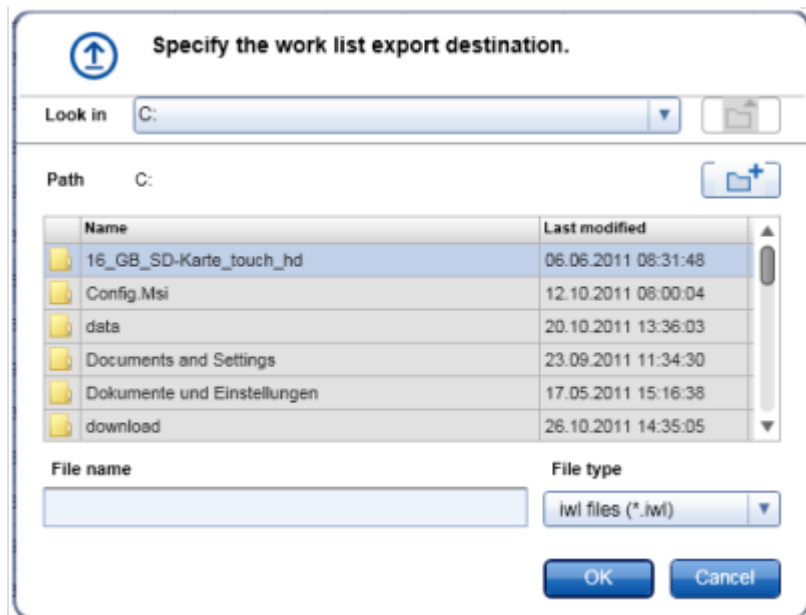 Specify the work list export destination.
Look in C:
Path C:
Name Last modified
16_GB_SD-Karte_touch_hd 06.06.2011 08:31:48
Config.Msi 12.10.2011 08:00:04
data 20.10.2011 13:36:03
Documents and Settings 23.09.2011 11:34:30
Dokumente und Einstellungen 17.05.2011 15:16:38
download 26.10.2011 14:35:05
File name File type
iwl files (*.iwl)
OK Cancel